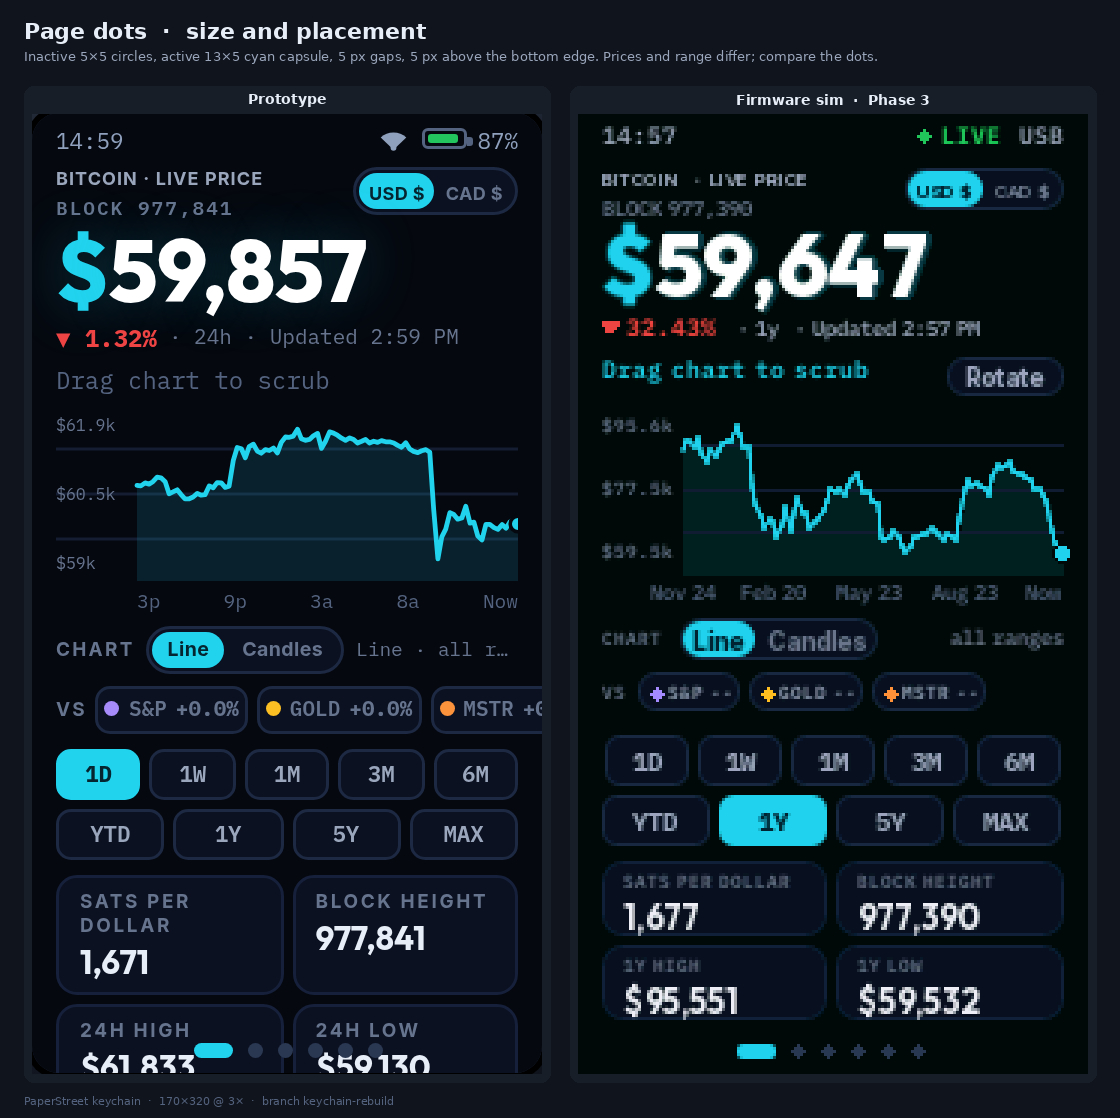 Page dots · size and placement
Inactive 5×5 circles, active 13×5 cyan capsule, 5 px gaps, 5 px above the bottom edge. Prices and range differ; compare the dots.
Prototype
14:59 87%
BITCOIN · LIVE PRICE
USD $ CAD $
BLOCK 977,841
$59,857
▼ 1.32% · 24h · Updated 2:59 PM
Drag chart to scrub
$61.9k
$60.5k
$59k
3p 9p 3a 8a Now
CHART Line Candles Line · all r…
VS S&P +0.0% GOLD +0.0% MSTR +0
1D 1W 1M 3M 6M
YTD 1Y 5Y MAX
SATS PER DOLLAR
1,671
BLOCK HEIGHT
977,841
24H HIGH
$61,833
24H LOW
$59,130
Firmware sim · Phase 3
14:57 LIVE USB
BITCOIN · LIVE PRICE
USD $ CAD $
BLOCK 977,390
$59,647
▼ 32.43% · 1y · Updated 2:57 PM
Drag chart to scrub Rotate
$95.6k
$77.5k
$59.5k
Nov 24 Feb 20 May 23 Aug 23 Now
CHART Line Candles all ranges
VS S&P -- GOLD -- MSTR --
1D 1W 1M 3M 6M
YTD 1Y 5Y MAX
SATS PER DOLLAR
1,677
BLOCK HEIGHT
977,390
1Y HIGH
$95,551
1Y LOW
$59,532
PaperStreet keychain · 170×320 @ 3× · branch keychain-rebuild